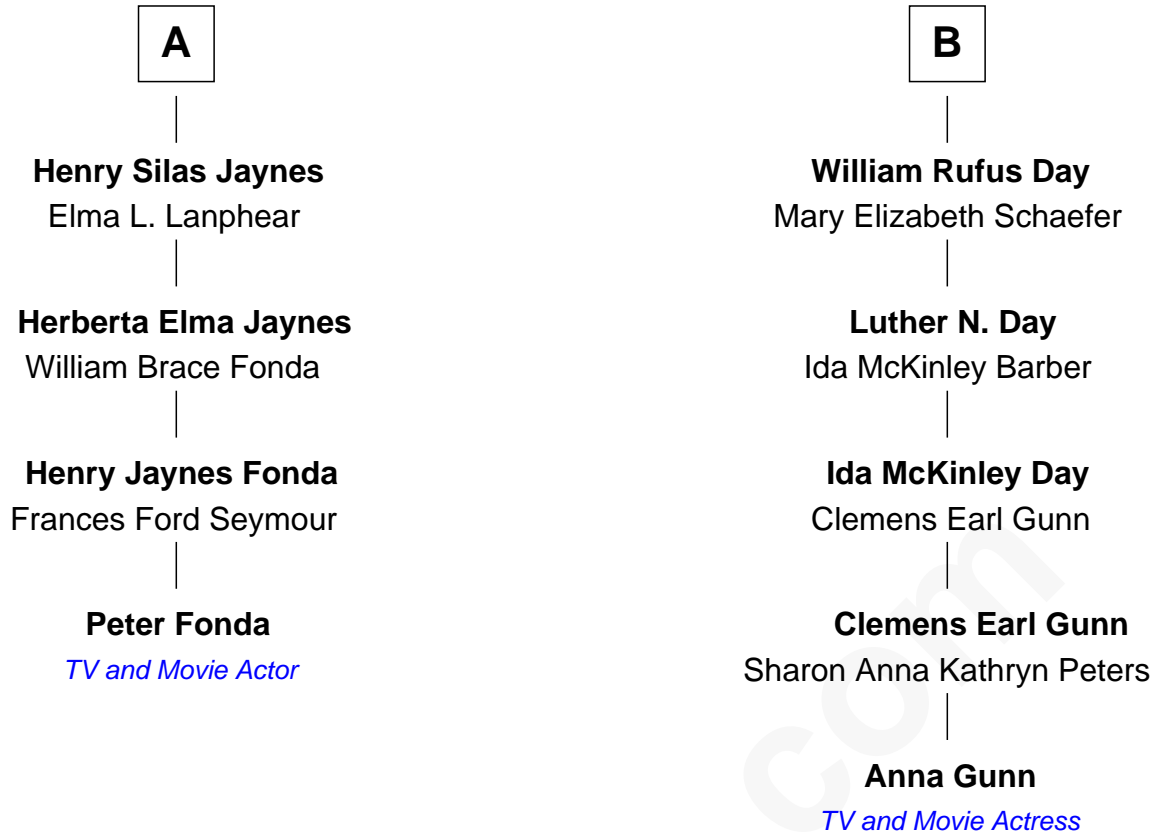 A
Henry Silas Jaynes
Elma L. Lanphear
Herberta Elma Jaynes
William Brace Fonda
Henry Jaynes Fonda
Frances Ford Seymour
Peter Fonda
TV and Movie Actor
B
William Rufus Day
Mary Elizabeth Schaefer
Luther N. Day
Ida McKinley Barber
Ida McKinley Day
Clemens Earl Gunn
Clemens Earl Gunn
Sharon Anna Kathryn Peters
Anna Gunn
TV and Movie Actress
com